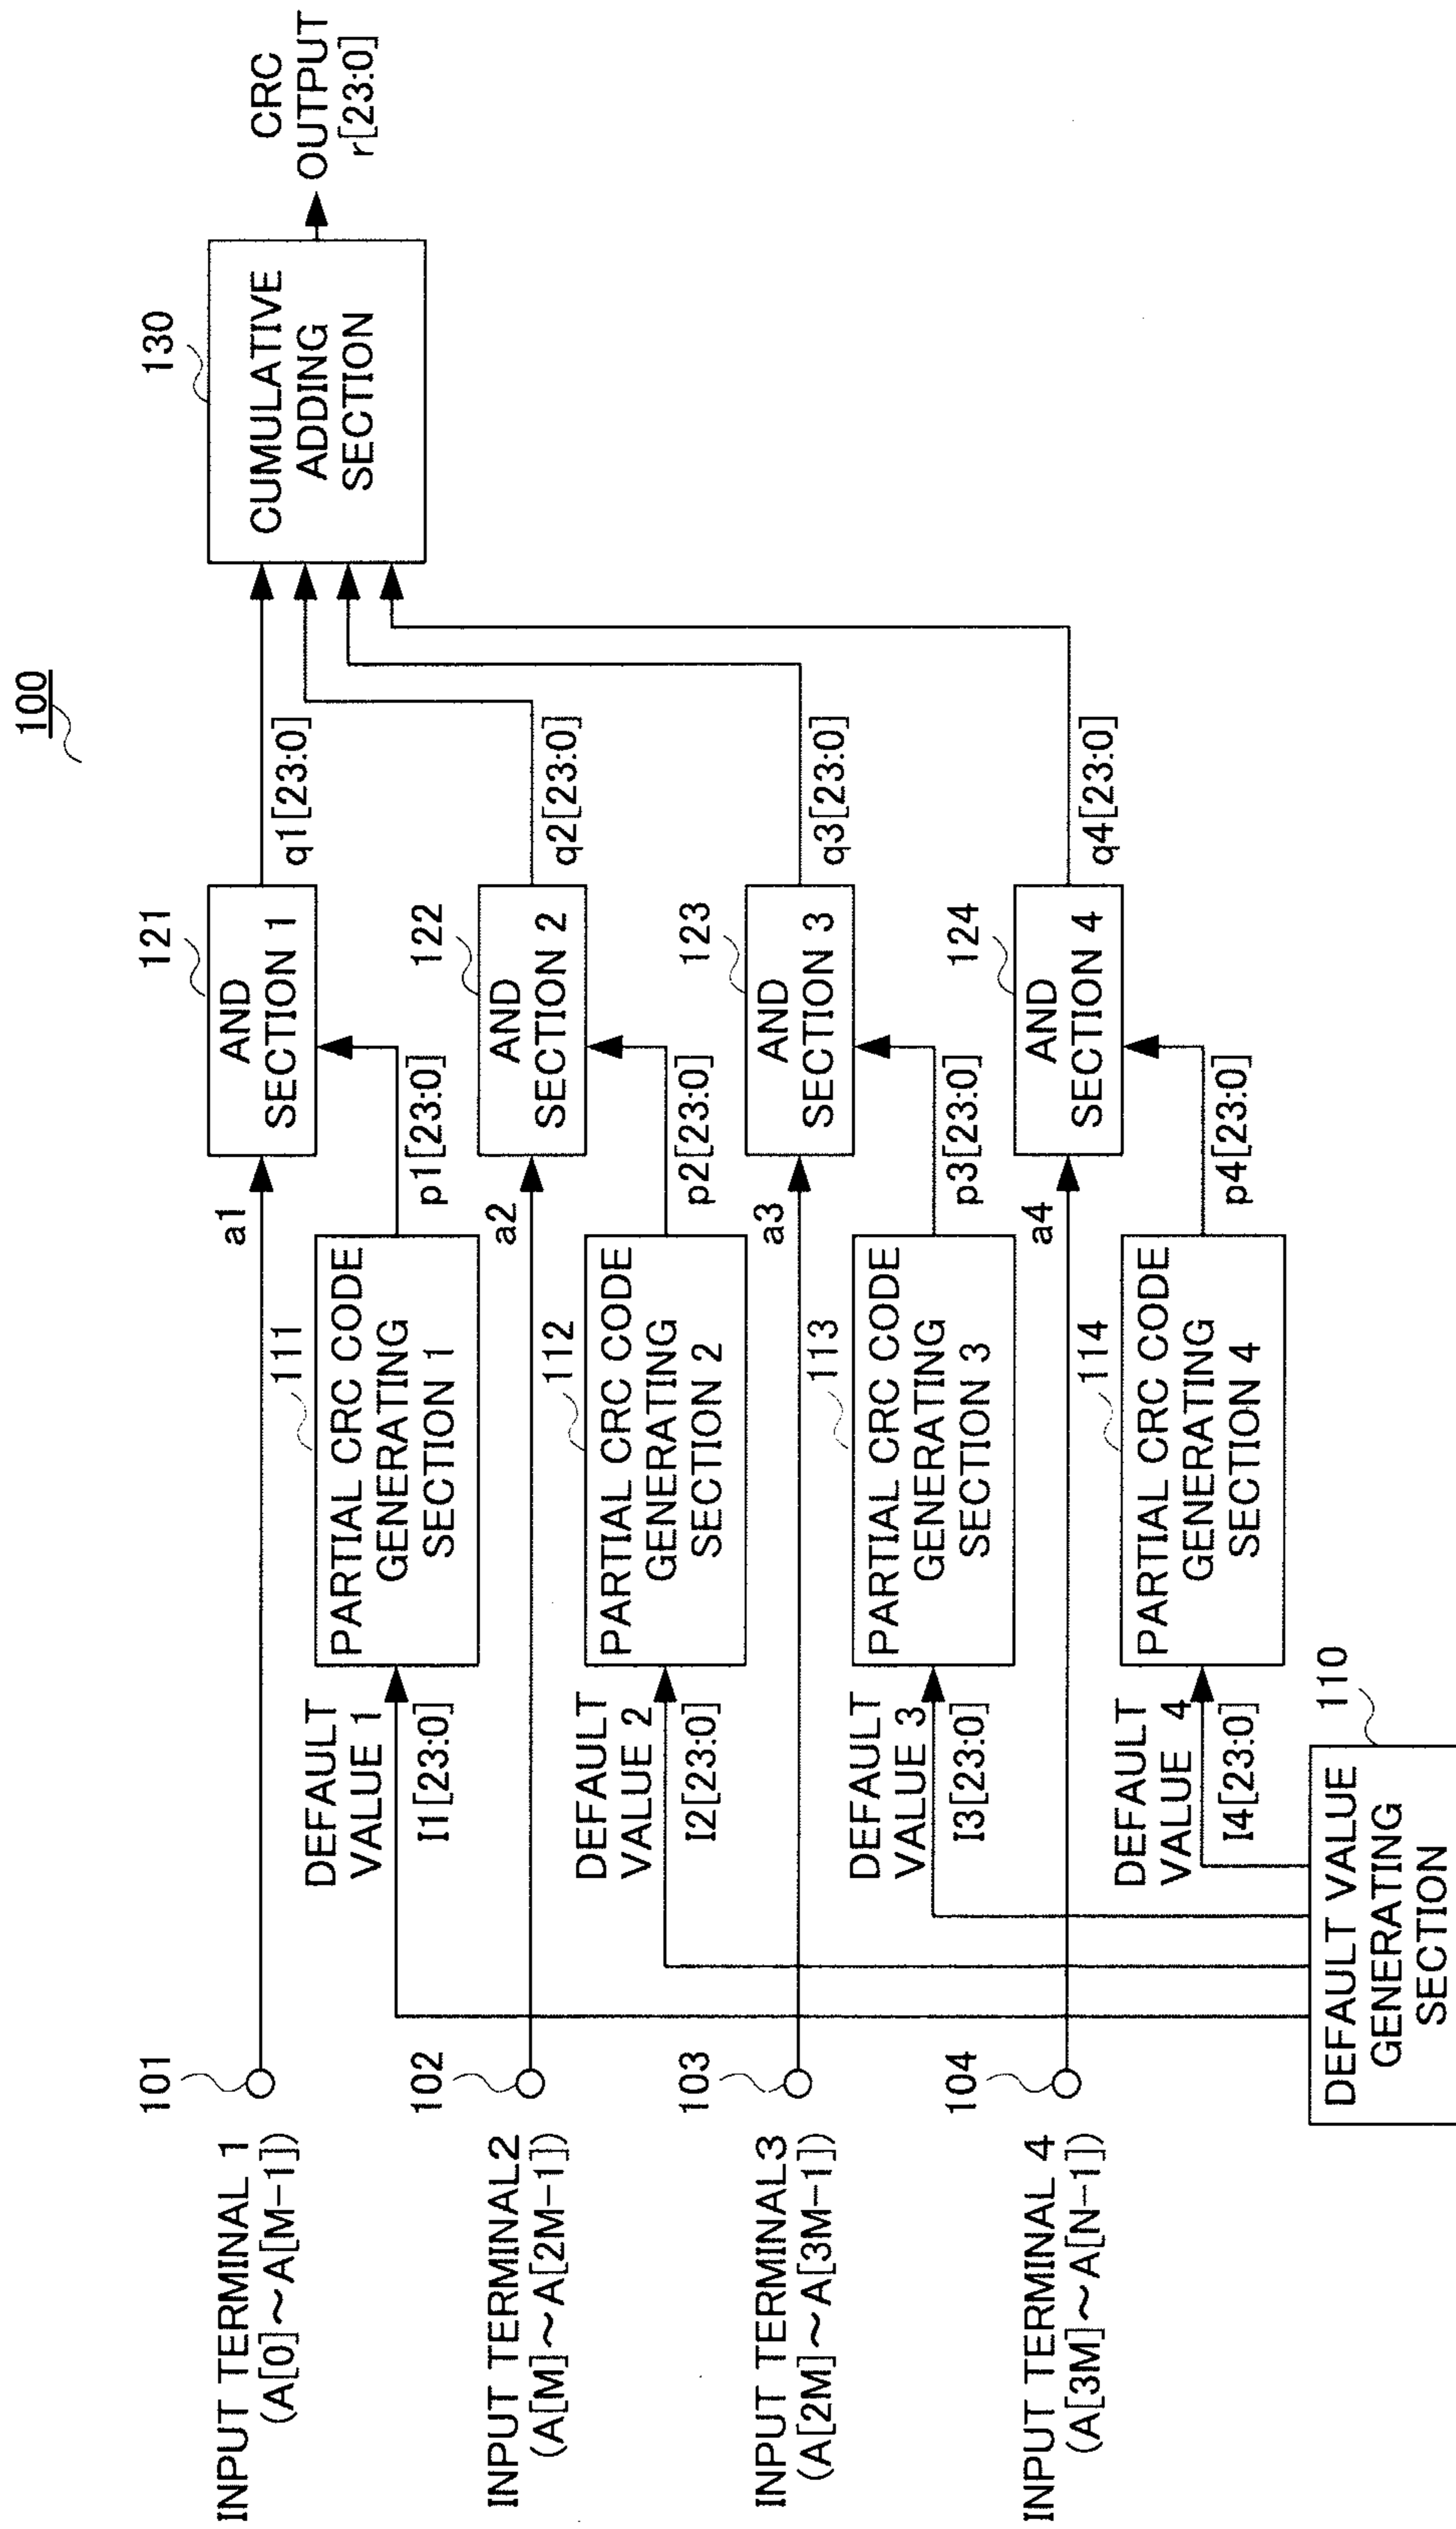 100
INPUT TERMINAL 1
(A[0]～A[M-1])
101
a1
121
AND
SECTION 1
q1[23:0]
130
CUMULATIVE
ADDING
SECTION
CRC
OUTPUT
r[23:0]
DEFAULT
VALUE 1
I1[23:0]
111
PARTIAL CRC CODE
GENERATING
SECTION 1
p1[23:0]
INPUT TERMINAL2
(A[M]～A[2M-1])
102
a2
122
AND
SECTION 2
q2[23:0]
DEFAULT
VALUE 2
I2[23:0]
112
PARTIAL CRC CODE
GENERATING
SECTION 2
p2[23:0]
INPUT TERMINAL3
(A[2M]～A[3M-1])
103
a3
123
AND
SECTION 3
q3[23:0]
DEFAULT
VALUE 3
I3[23:0]
113
PARTIAL CRC CODE
GENERATING
SECTION 3
p3[23:0]
INPUT TERMINAL 4
(A[3M]～A[N-1])
104
a4
124
AND
SECTION 4
q4[23:0]
DEFAULT
VALUE 4
I4[23:0]
114
PARTIAL CRC CODE
GENERATING
SECTION 4
p4[23:0]
110
DEFAULT VALUE
GENERATING
SECTION